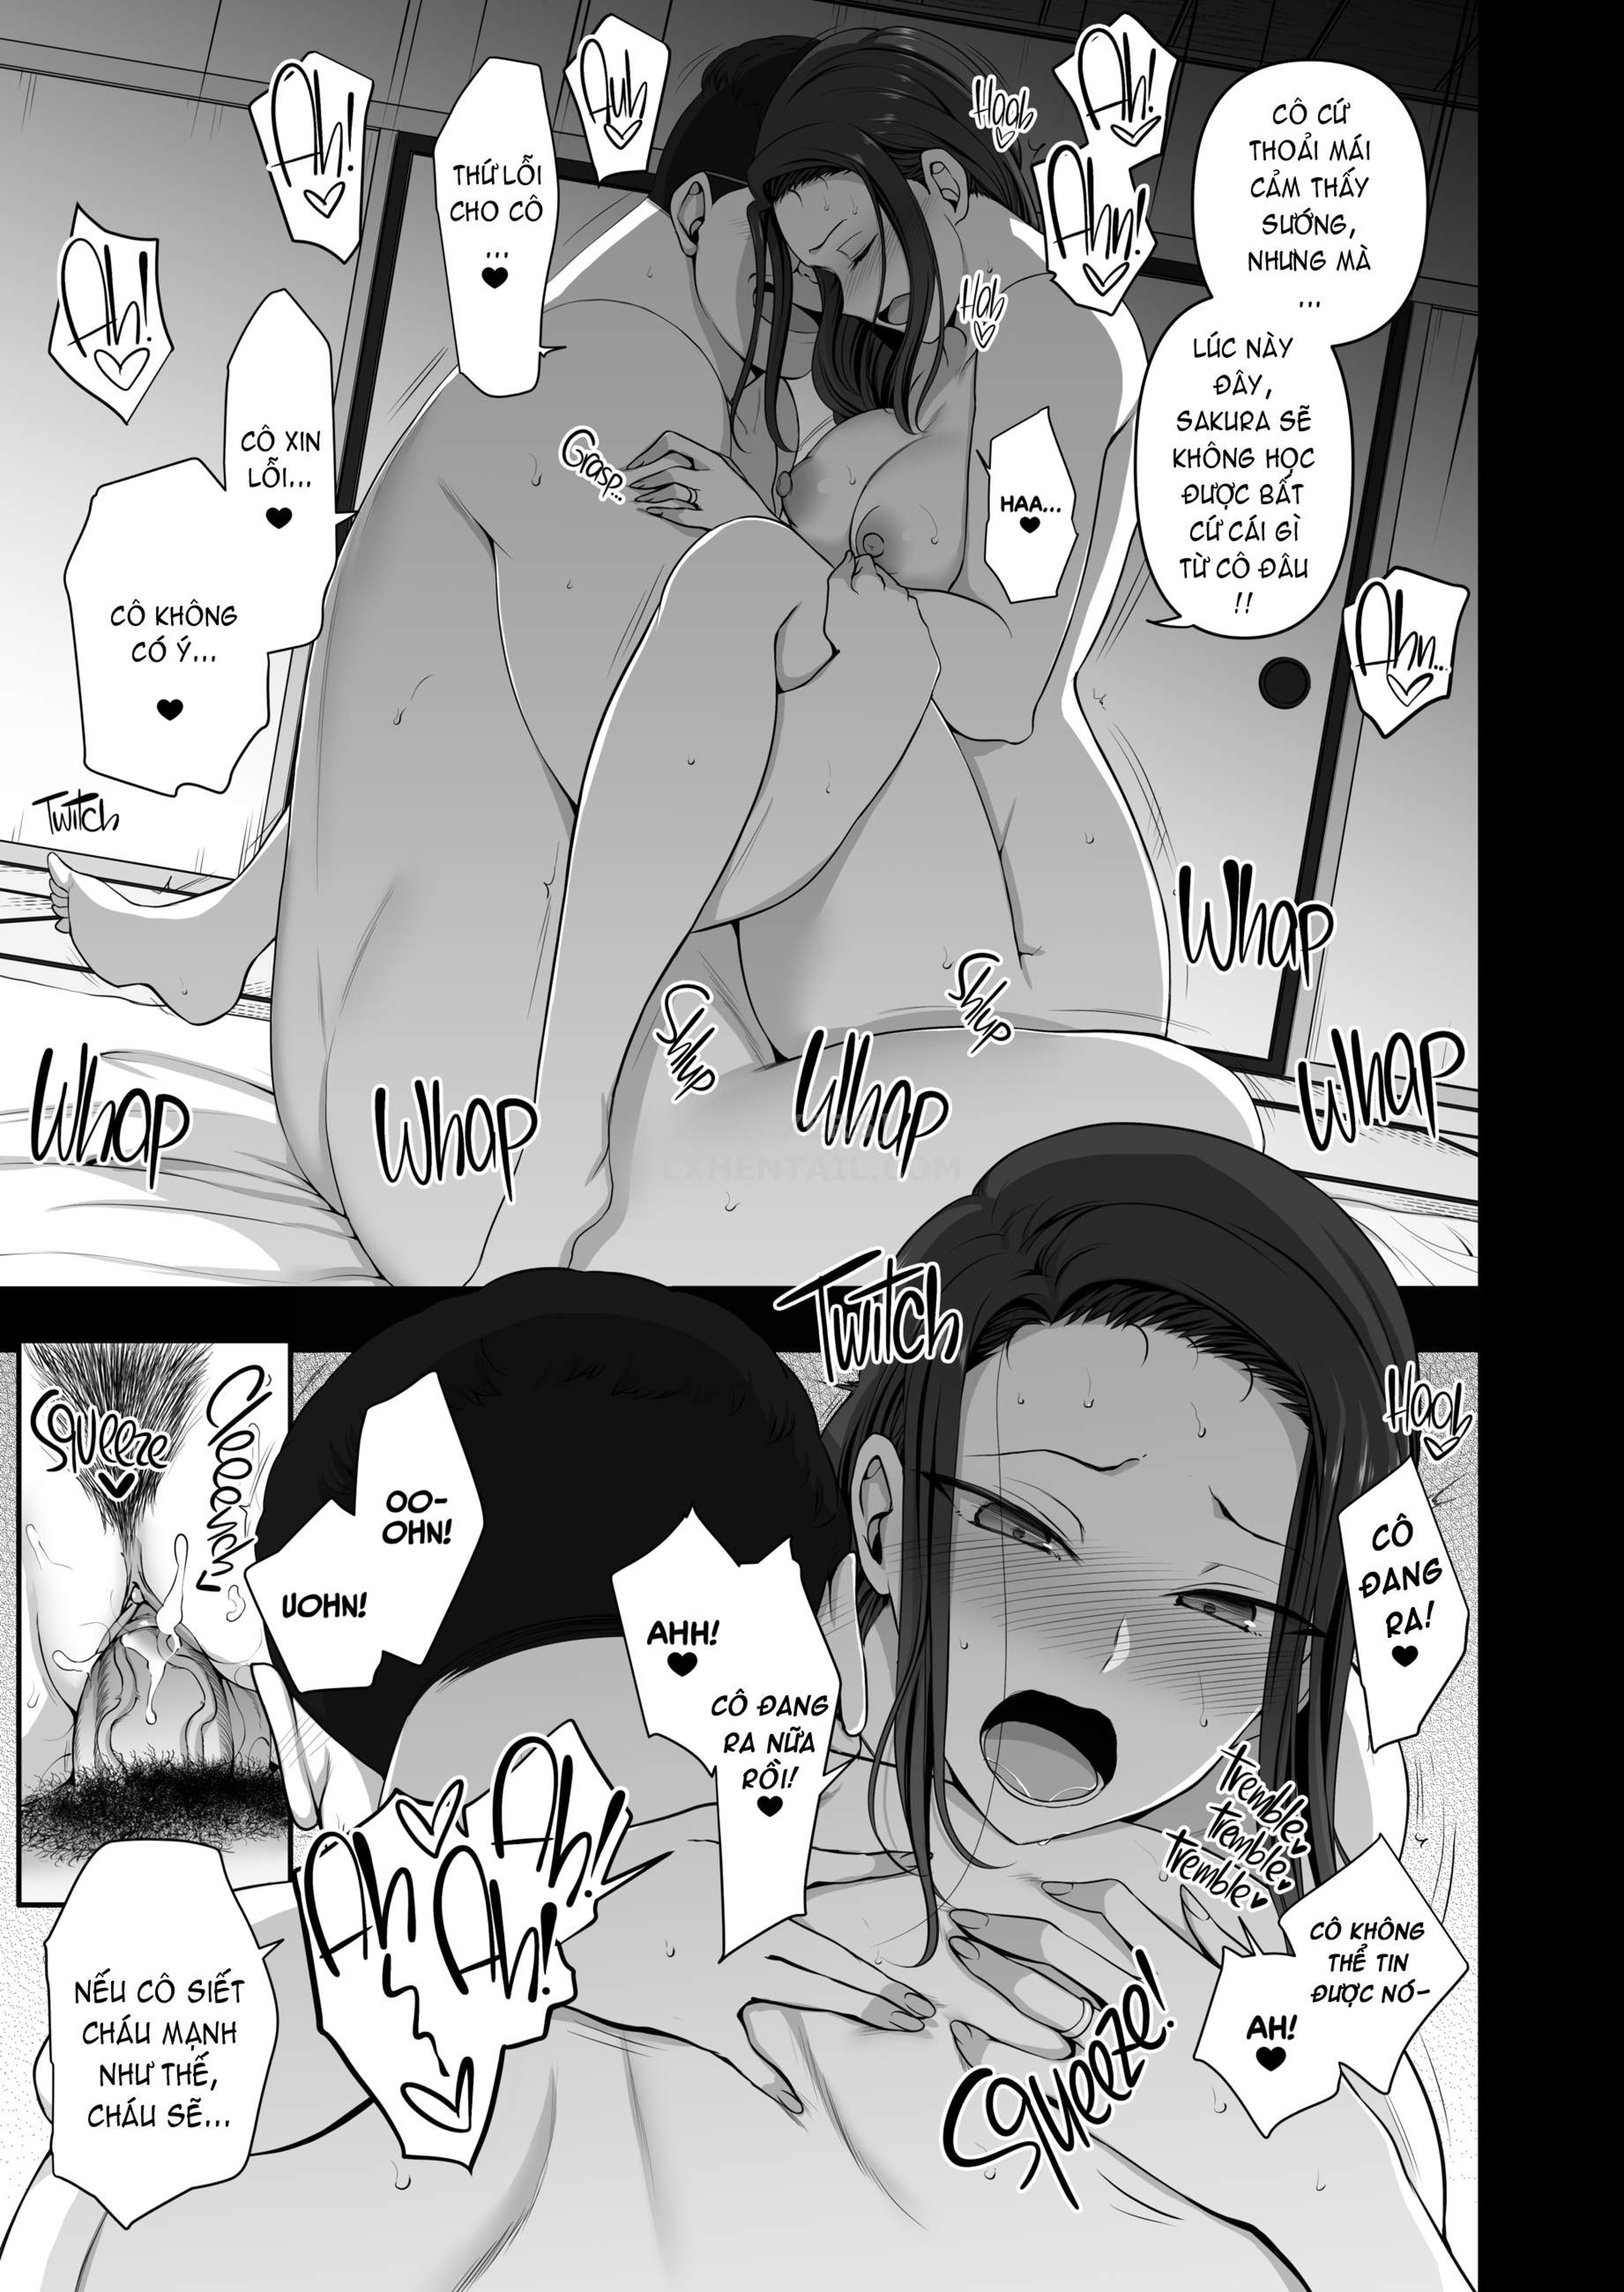 CÔ CỨ
THOẢI MÁI
CẢM THẤY
SƯỚNG,
NHƯNG MÀ
...
LÚC NÀY
ĐÂY,
SAKURA SẼ
KHÔNG HỌC
ĐƯỢC BẤT
CỨ CÁI GÌ
TỪ CÔ ĐÂU
!!
Ah!
Ahn!
Haah
Hah
HAA...
Ahn...
Auh
THỨ LỖI
CHO CÔ
...
Ah!
Ah!
Grasp...
CÔ XIN
LỖI...
CÔ KHÔNG
CÓ Ý...
Twitch
Whap
Whap
Shlup
Whap
Shlup
Whap
Whap
LXHENTAIL.COM
Twitch
Haah
CÔ
ĐANG
RA!
AHH!
CÔ ĐANG
RA NỮA
RỒI!
OO-
OHN!
UOHN!
Squeeze
Cleeench
tremble
tremble
tremble
CÔ KHÔNG
THỂ TIN
ĐƯỢC NÓ-
AH!
Squeeze!
Ah!
Ah!
Ah
NẾU CÔ SIẾT
CHÁU MẠNH
NHƯ THẾ,
CHÁU SẼ...